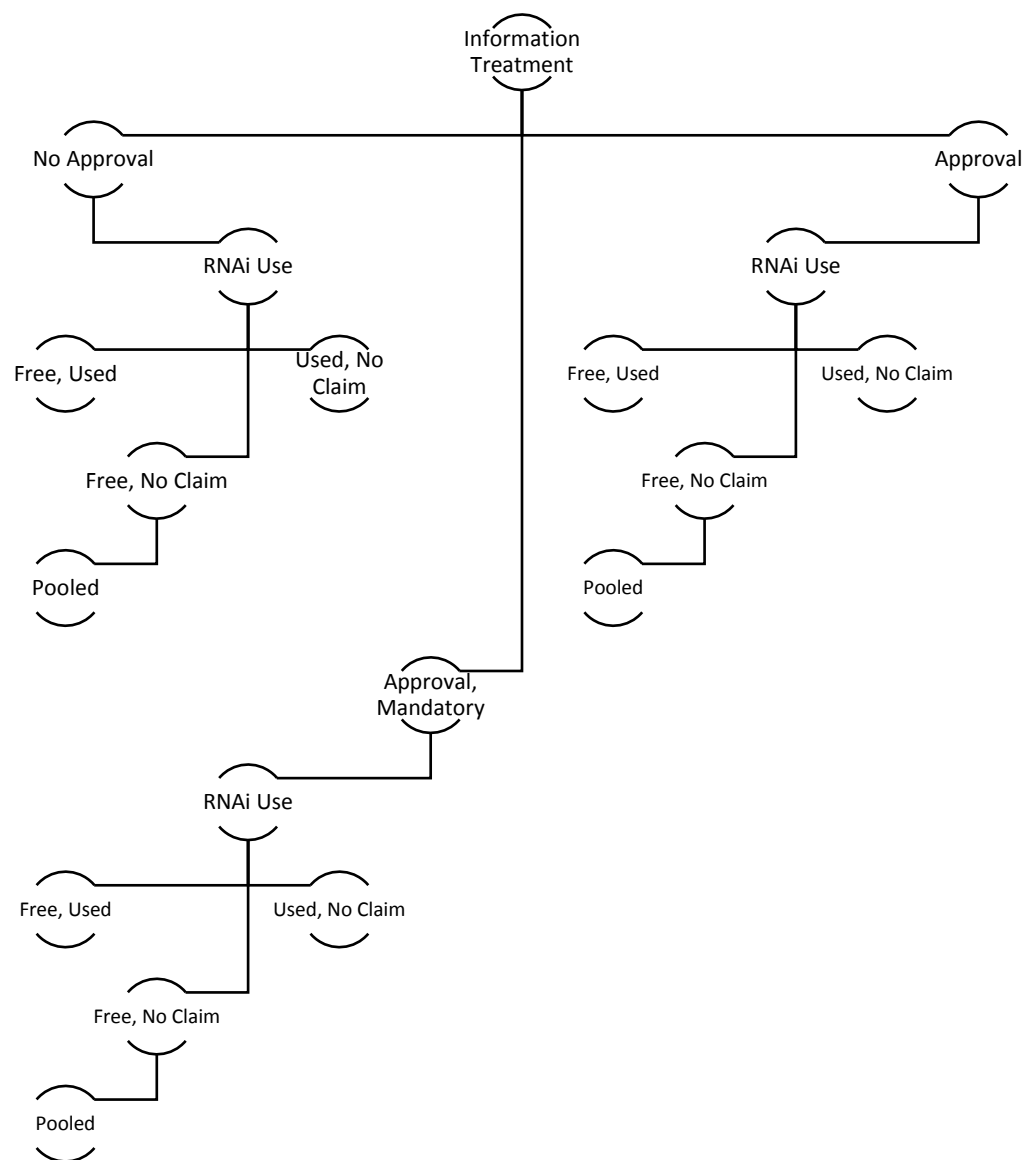 Information
Treatment
No Approval
Approval
RNAi Use
RNAi Use
Free, Used
Used, No
Claim
Free, Used
Used, No Claim
Free, No Claim
Free, No Claim
Pooled
Pooled
Approval,
Mandatory
RNAi Use
Free, Used
Used, No Claim
Free, No Claim
Pooled